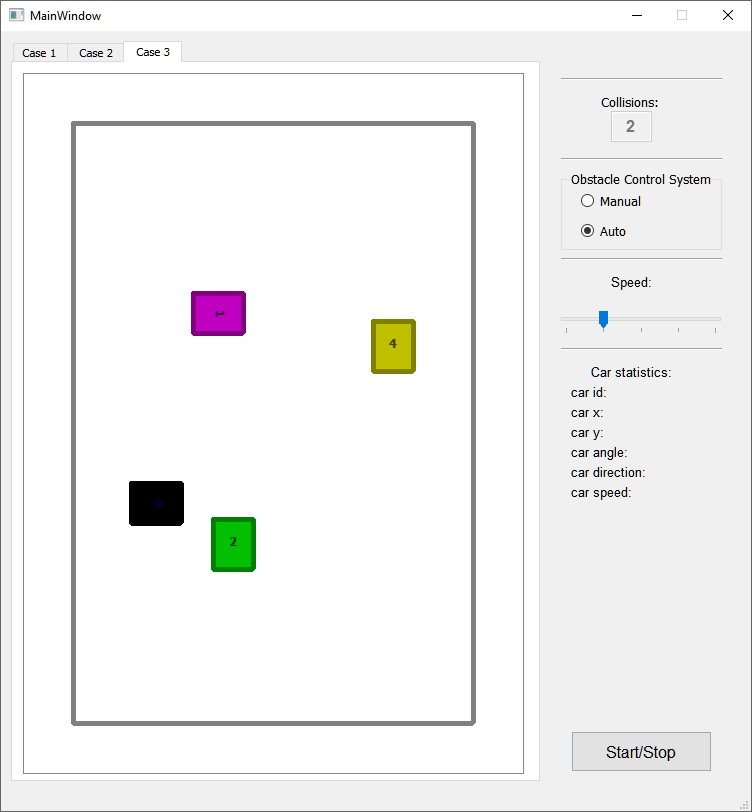 MainWindow
Case 1
Case 2
Case 3
Collisions:
2
Obstacle Control System
Manual
Auto
Speed:
Car statistics:
car id:
car x:
car y:
car angle:
car direction:
car speed:
1
4
2
Start/Stop